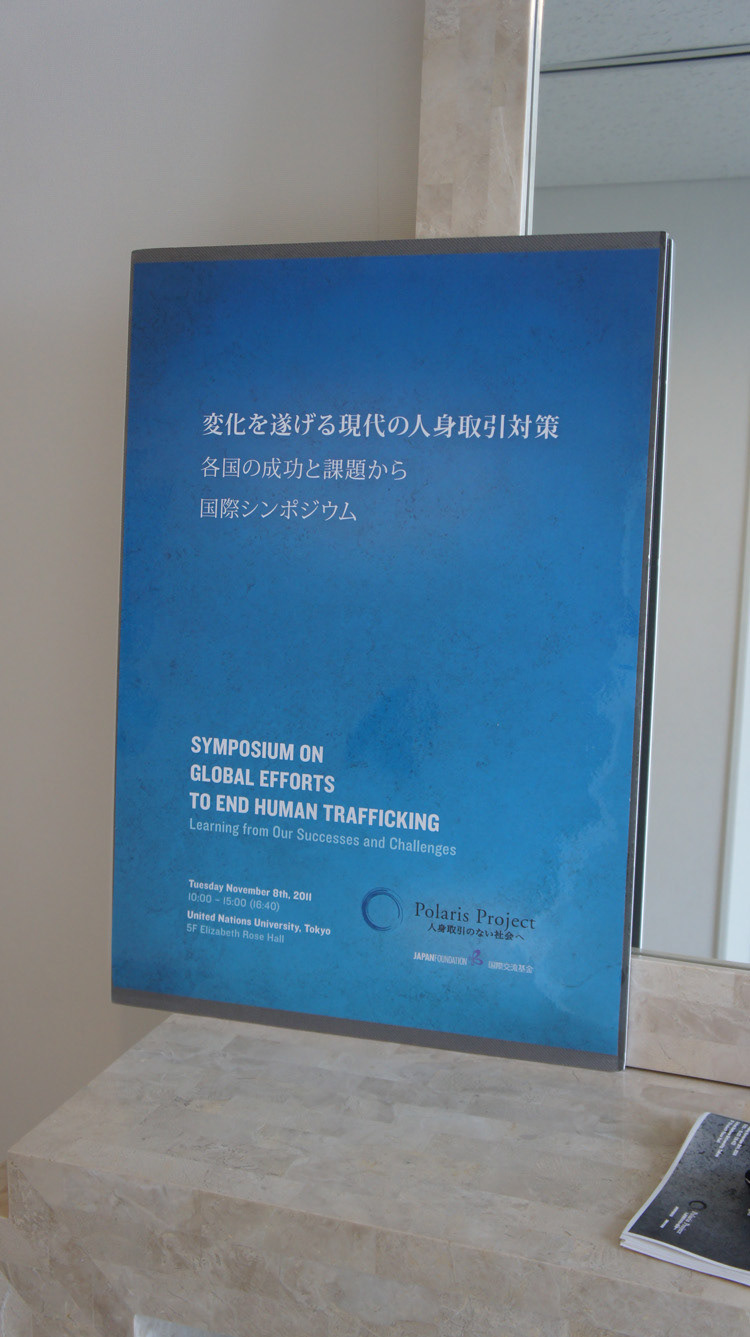 変化を遂げる現代の人身取引対策
各国の成功と課題から
国際シンポジウム
SYMPOSIUM ON
GLOBAL EFFORTS
TO END HUMAN TRAFFICKING
Learning from Our Successes and Challenges
Tuesday November 8th, 2011
10:00 ~ 15:00 (16:40)
United Nations University, Tokyo
5F Elizabeth Rose Hall
Polaris Project
人身取引のない社会へ
JAPANFOUNDATION 国際交流基金
Polaris Project